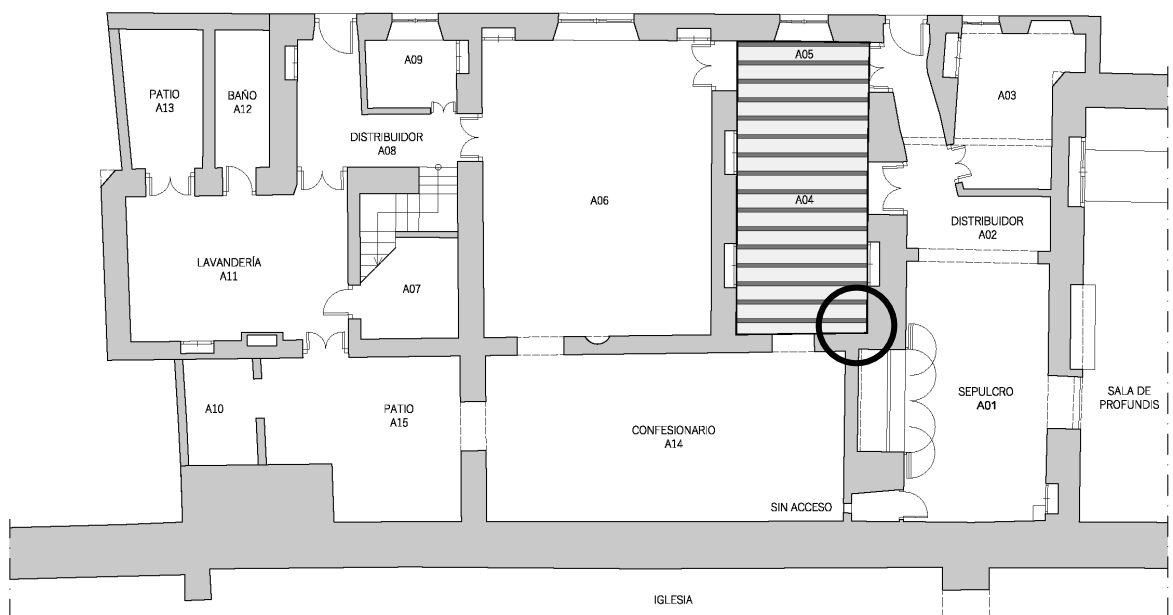 A05
A09
PATIO
A13
BAÑO
A12
A03
DISTRIBUIDOR
A08
A06
A04
DISTRIBUIDOR
A02
LAVANDERÍA
A11
A07
SEPULCRO
A01
SALA DE
PROFUNDIS
A10
PATIO
A15
CONFESIONARIO
A14
SIN ACCESO
IGLESIA